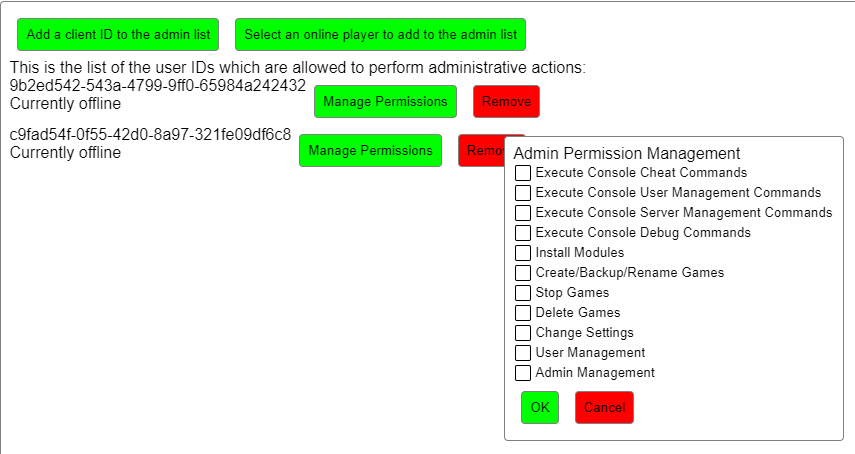 Add a client ID to the admin list
Select an online player to add to the admin list
This is the list of the user IDs which are allowed to perform administrative actions:
9b2ed542-543a-4799-9ff0-65984a242432
Currently offline
Manage Permissions
Remove
c9fad54f-0f55-42d0-8a97-321fe09df6c8
Currently offline
Manage Permissions
Remo
Admin Permission Management
Execute Console Cheat Commands
Execute Console User Management Commands
Execute Console Server Management Commands
Execute Console Debug Commands
Install Modules
Create/Backup/Rename Games
Stop Games
Delete Games
Change Settings
User Management
Admin Management
OK
Cancel